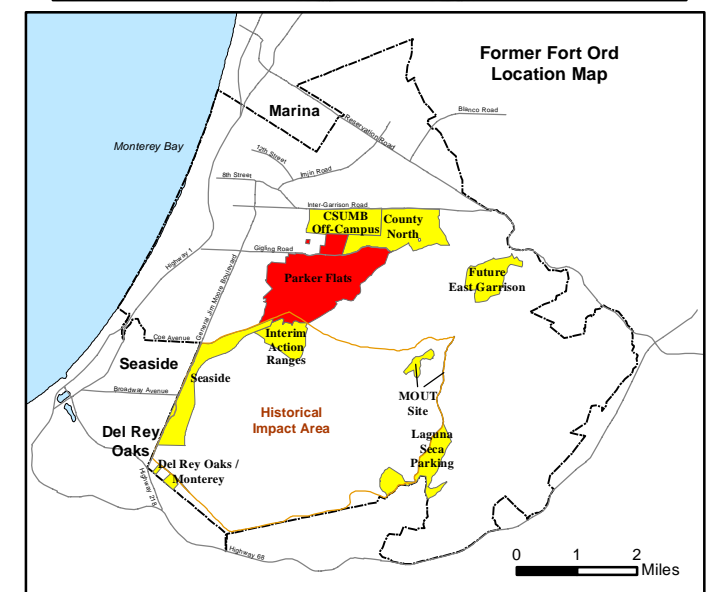 Former Fort Ord
Location Map
Marina
Blanco Road
Reservation Road
Monterey Bay
12th Street
Imjin Road
8th Street
Inter-Garrison Road
CSUMB
Off-Campus
County
North
Gigling Road
Highway 1
General Jim Moore Boulevard
Parker Flats
Future
East Garrison
Coe Avenue
Interim
Action
Ranges
Seaside
Seaside
Broadway Avenue
MOUT
Site
Historical
Impact Area
Del Rey
Oaks
Laguna
Seca
Parking
Del Rey Oaks /
Monterey
Highway 218
Highway 68
0 1 2
Miles